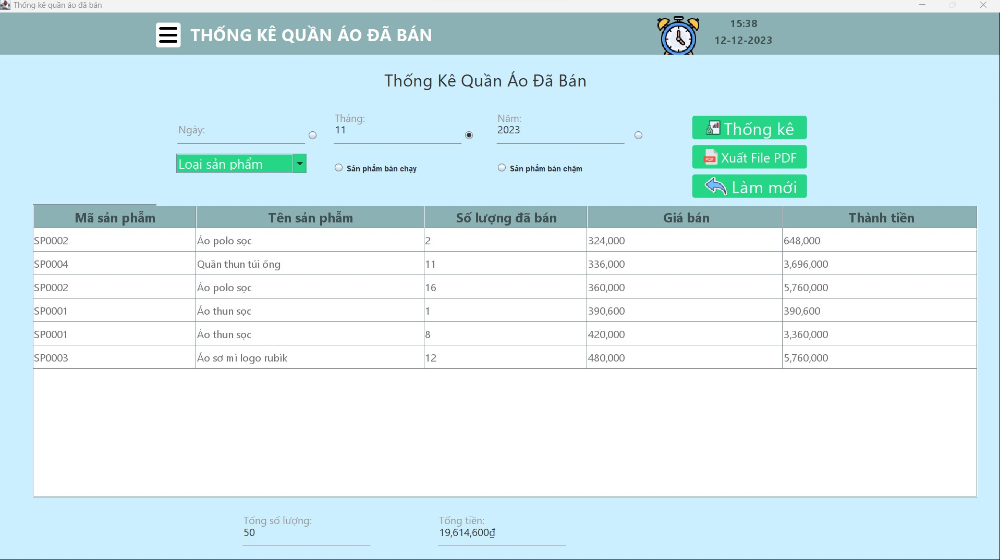 Thống kê quần áo đã bán
THỐNG KÊ QUẦN ÁO ĐÃ BÁN
15:38
12-12-2023
Thống Kê Quần Áo Đã Bán
Ngày:
Tháng:
11
Năm:
2023
Thống kê
Loại sản phẩm
Sản phẩm bán chạy
Sản phẩm bán chậm
PDF Xuất File PDF
Làm mới
Mã sản phẩm Tên sản phẩm Số lượng đã bán Giá bán Thành tiền
SP0002 Áo polo sọc 2 324,000 648,000
SP0004 Quần thun túi ống 11 336,000 3,696,000
SP0002 Áo polo sọc 16 360,000 5,760,000
SP0001 Áo thun sọc 1 390,600 390,600
SP0001 Áo thun sọc 8 420,000 3,360,000
SP0003 Áo sơ mi logo rubik 12 480,000 5,760,000
Tổng số lượng:
50
Tổng tiền:
19,614,600₫